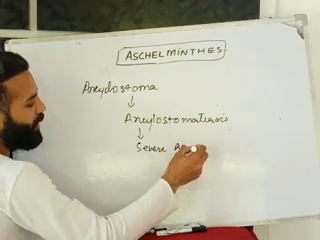 ASCHELMINTHES
Ancylostoma
↓
Ancylostomatiasis
↓
Severe A